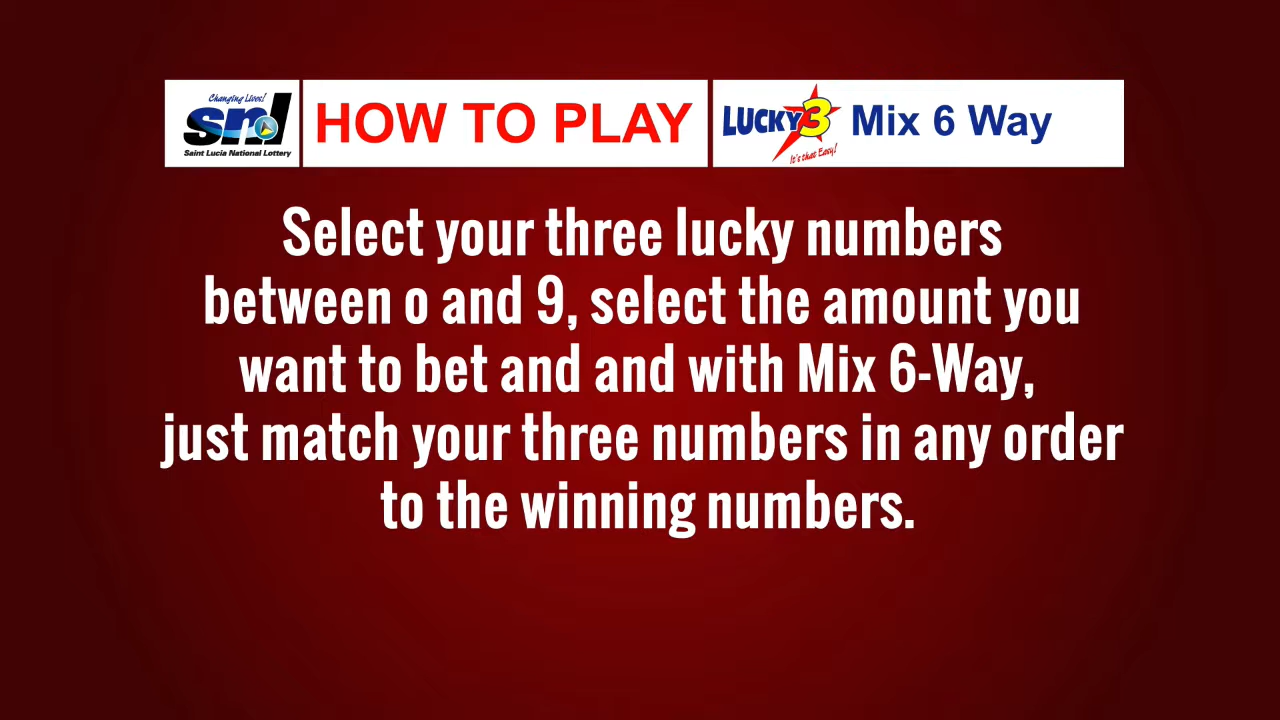 Changing Lives!
snl
Saint Lucia National Lottery
HOW TO PLAY
LUCKY 3
It's that Easy!
Mix 6 Way
Select your three lucky numbers
between o and 9, select the amount you
want to bet and and with Mix 6-Way,
just match your three numbers in any order
to the winning numbers.